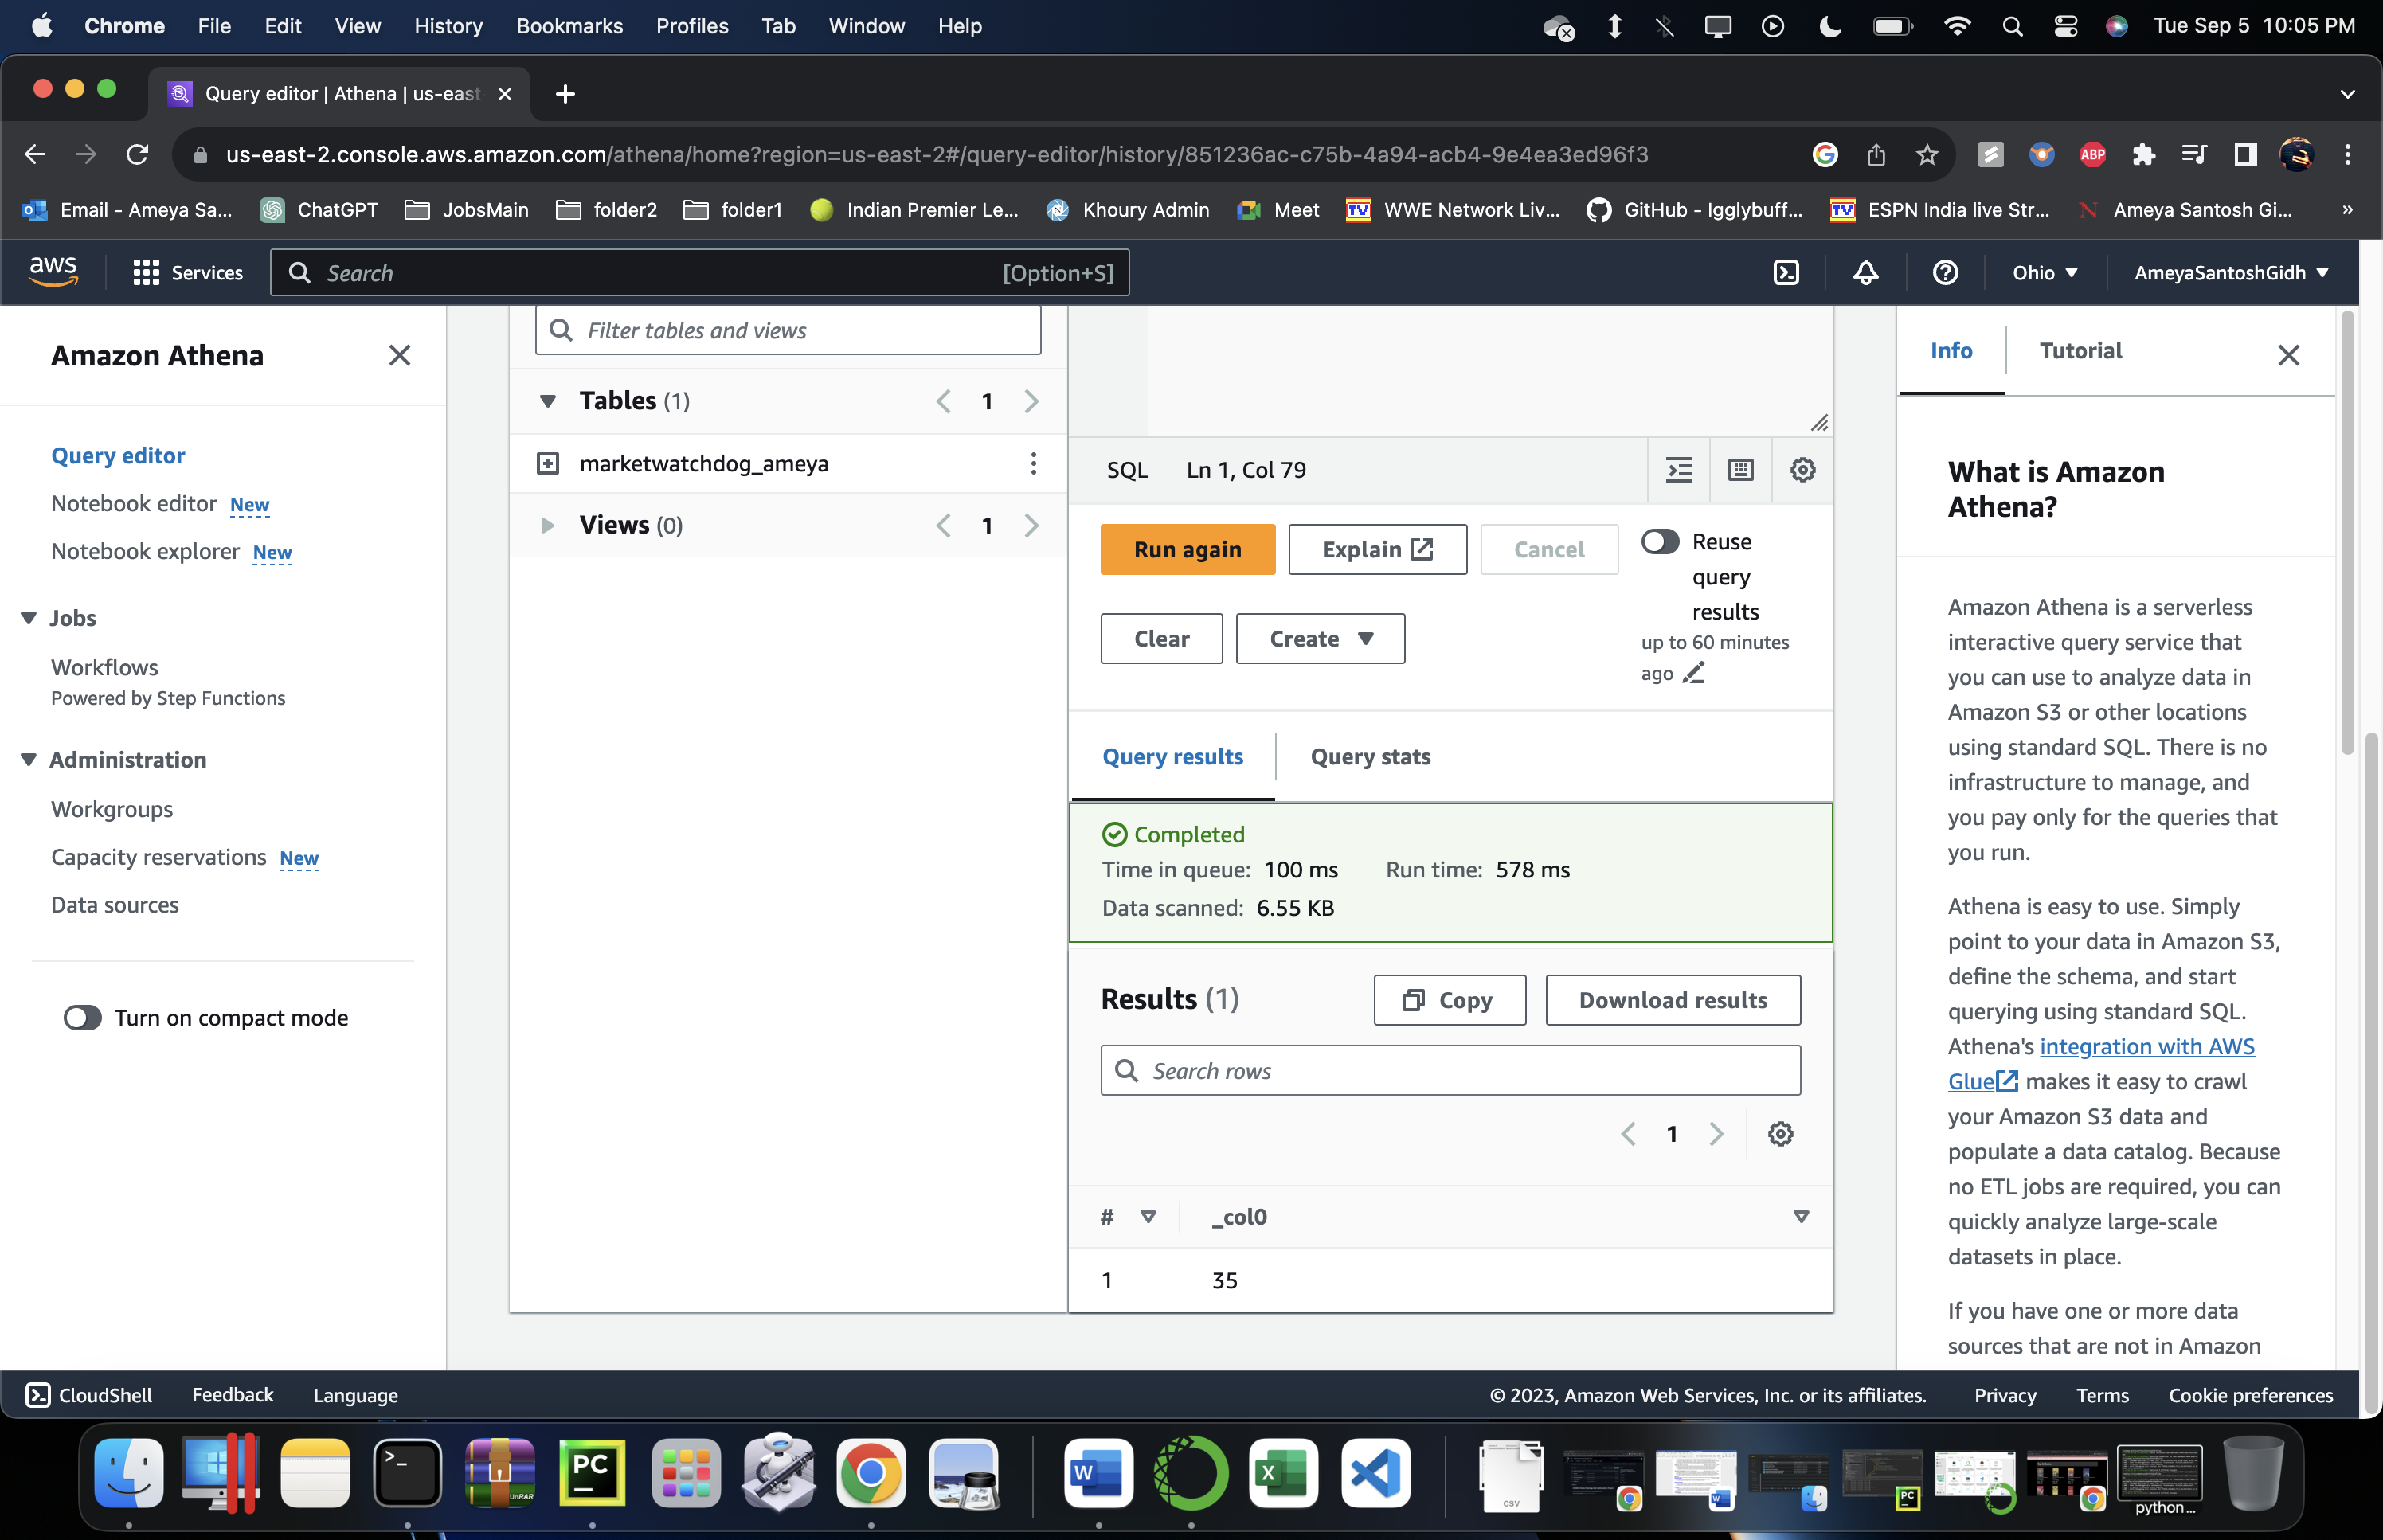 Chrome File Edit View History Bookmarks Profiles Tab Window Help Tue Sep 5 10:05 PM
Query editor | Athena | us-east
us-east-2.console.aws.amazon.com/athena/home?region=us-east-2#/query-editor/history/851236ac-c75b-4a94-acb4-9e4ea3ed96f3
ABP
Email - Ameya Sa... ChatGPT JobsMain folder2 folder1 Indian Premier Le... Khoury Admin Meet WWE Network Liv... GitHub - Igglybuff... ESPN India live Str... Ameya Santosh Gi... »
aws Services Search [Option+S] Ohio AmeyaSantoshGidh
Amazon Athena
Query editor
Notebook editor New
Notebook explorer New
Jobs
Workflows
Powered by Step Functions
Administration
Workgroups
Capacity reservations New
Data sources
Turn on compact mode
Filter tables and views
Tables (1) 1
marketwatchdog_ameya
Views (0) 1
SQL Ln 1, Col 79
Run again Explain Cancel
Reuse
query
results
up to 60 minutes
ago
Clear Create
Query results Query stats
Completed
Time in queue: 100 ms Run time: 578 ms
Data scanned: 6.55 KB
Results (1) Copy Download results
Search rows
1
# _col0
1 35
Info Tutorial
What is Amazon
Athena?
Amazon Athena is a serverless
interactive query service that
you can use to analyze data in
Amazon S3 or other locations
using standard SQL. There is no
infrastructure to manage, and
you pay only for the queries that
you run.
Athena is easy to use. Simply
point to your data in Amazon S3,
define the schema, and start
querying using standard SQL.
Athena's integration with AWS
Glue makes it easy to crawl
your Amazon S3 data and
populate a data catalog. Because
no ETL jobs are required, you can
quickly analyze large-scale
datasets in place.
If you have one or more data
sources that are not in Amazon
CloudShell Feedback Language © 2023, Amazon Web Services, Inc. or its affiliates. Privacy Terms Cookie preferences
PC
UnRAR
W
X
CSV
python...